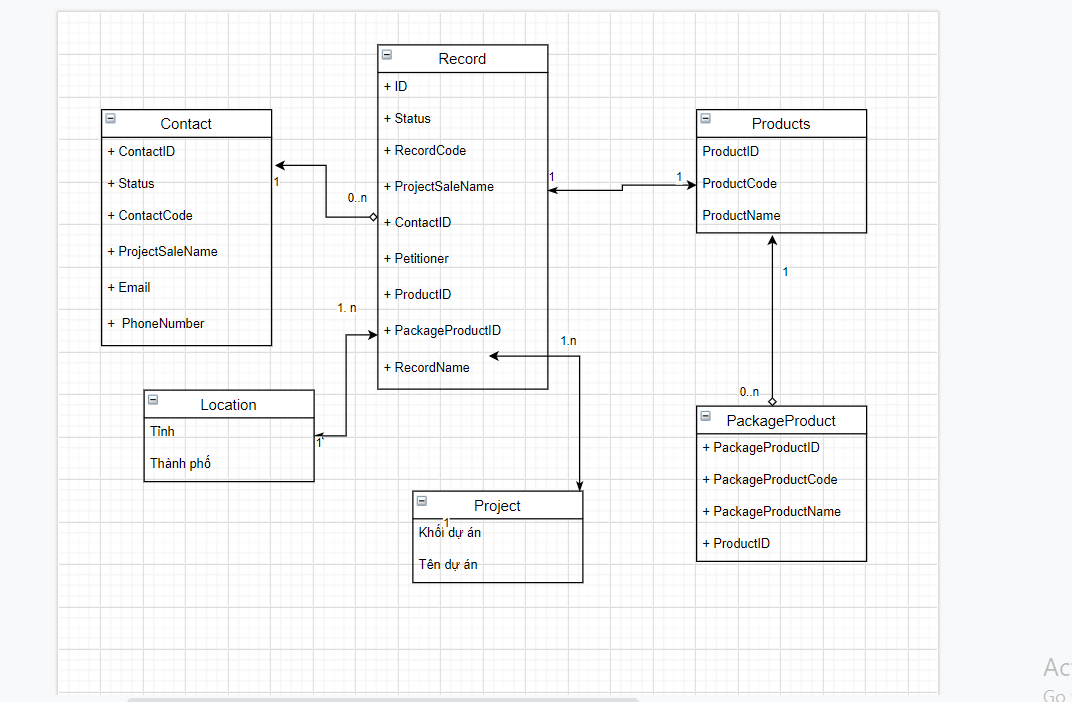 Record
+ ID
+ Status
+ RecordCode
+ ProjectSaleName
+ ContactID
+ Petitioner
+ ProductID
+ PackageProductID
+ RecordName
Contact
+ ContactID
+ Status
+ ContactCode
+ ProjectSaleName
+ Email
+ PhoneNumber
1
0..n
1
1
Products
ProductID
ProductCode
ProductName
1
0..n
1. n
1
1.n
Location
Tỉnh
Thành phố
Project
1
Khối dự án
Tên dự án
PackageProduct
+ PackageProductID
+ PackageProductCode
+ PackageProductName
+ ProductID
Go